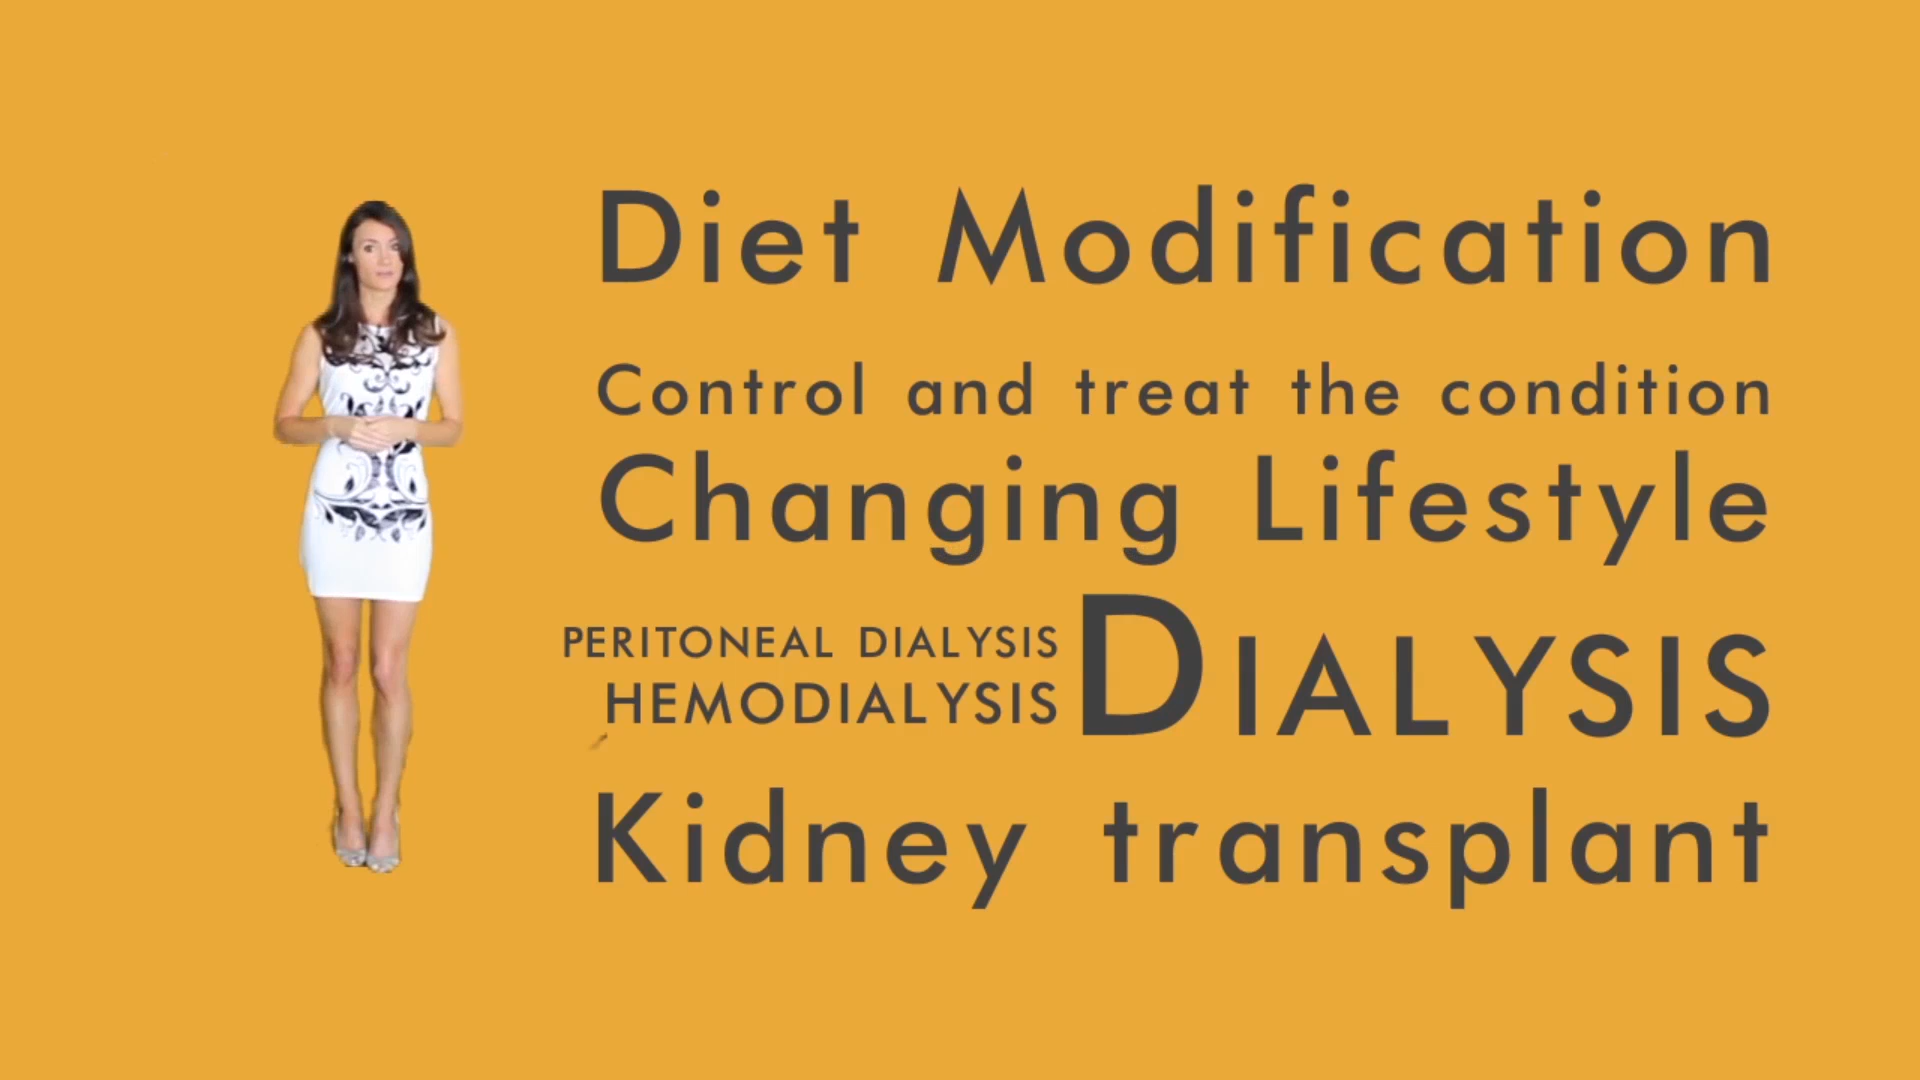 Diet Modification
Control and treat the condition
Changing Lifestyle
PERITONEAL DIALYSIS
HEMODIALYSIS
DIALYSIS
Kidney transplant